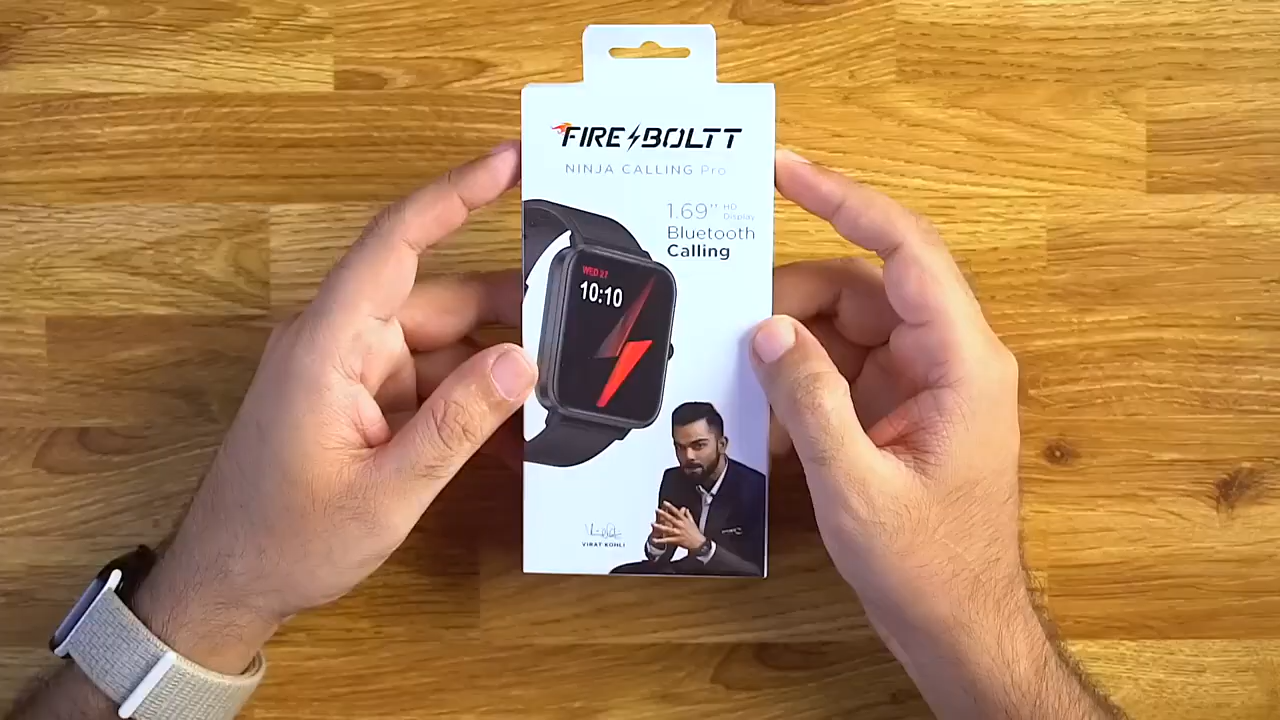 FIRE BOLTT
NINJA CALLING Pro
1.69" HD Display
Bluetooth
Calling
WED 27
10:10
VIRAT KOHLI